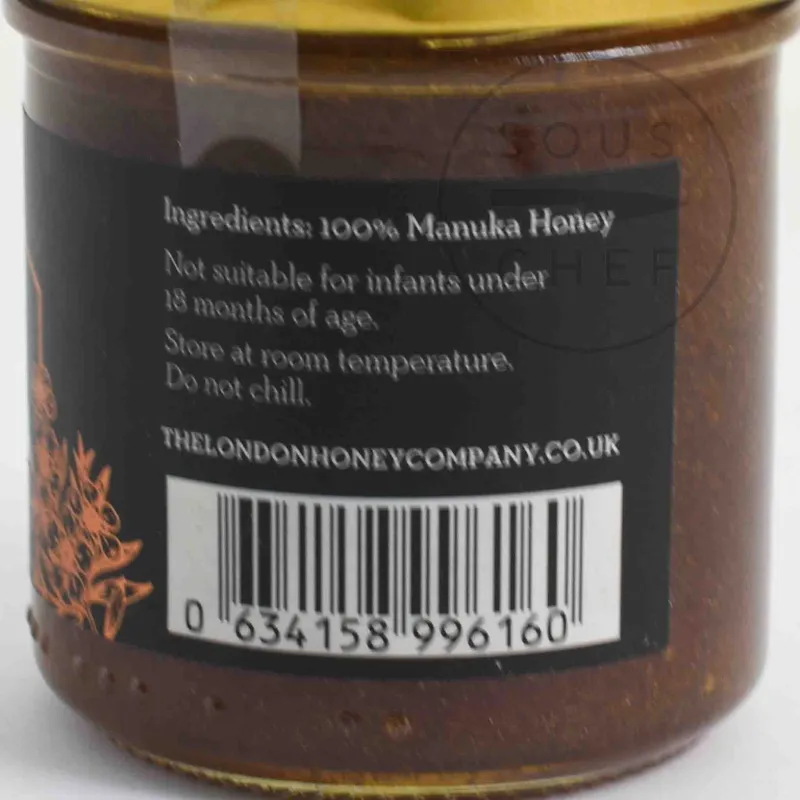 SOUS
CHEF
Ingredients: 100% Manuka Honey
Not suitable for infants under
18 months of age.
Store at room temperature.
Do not chill.
THELONDONHONEYCOMPANY.CO.UK
0 634158 996160